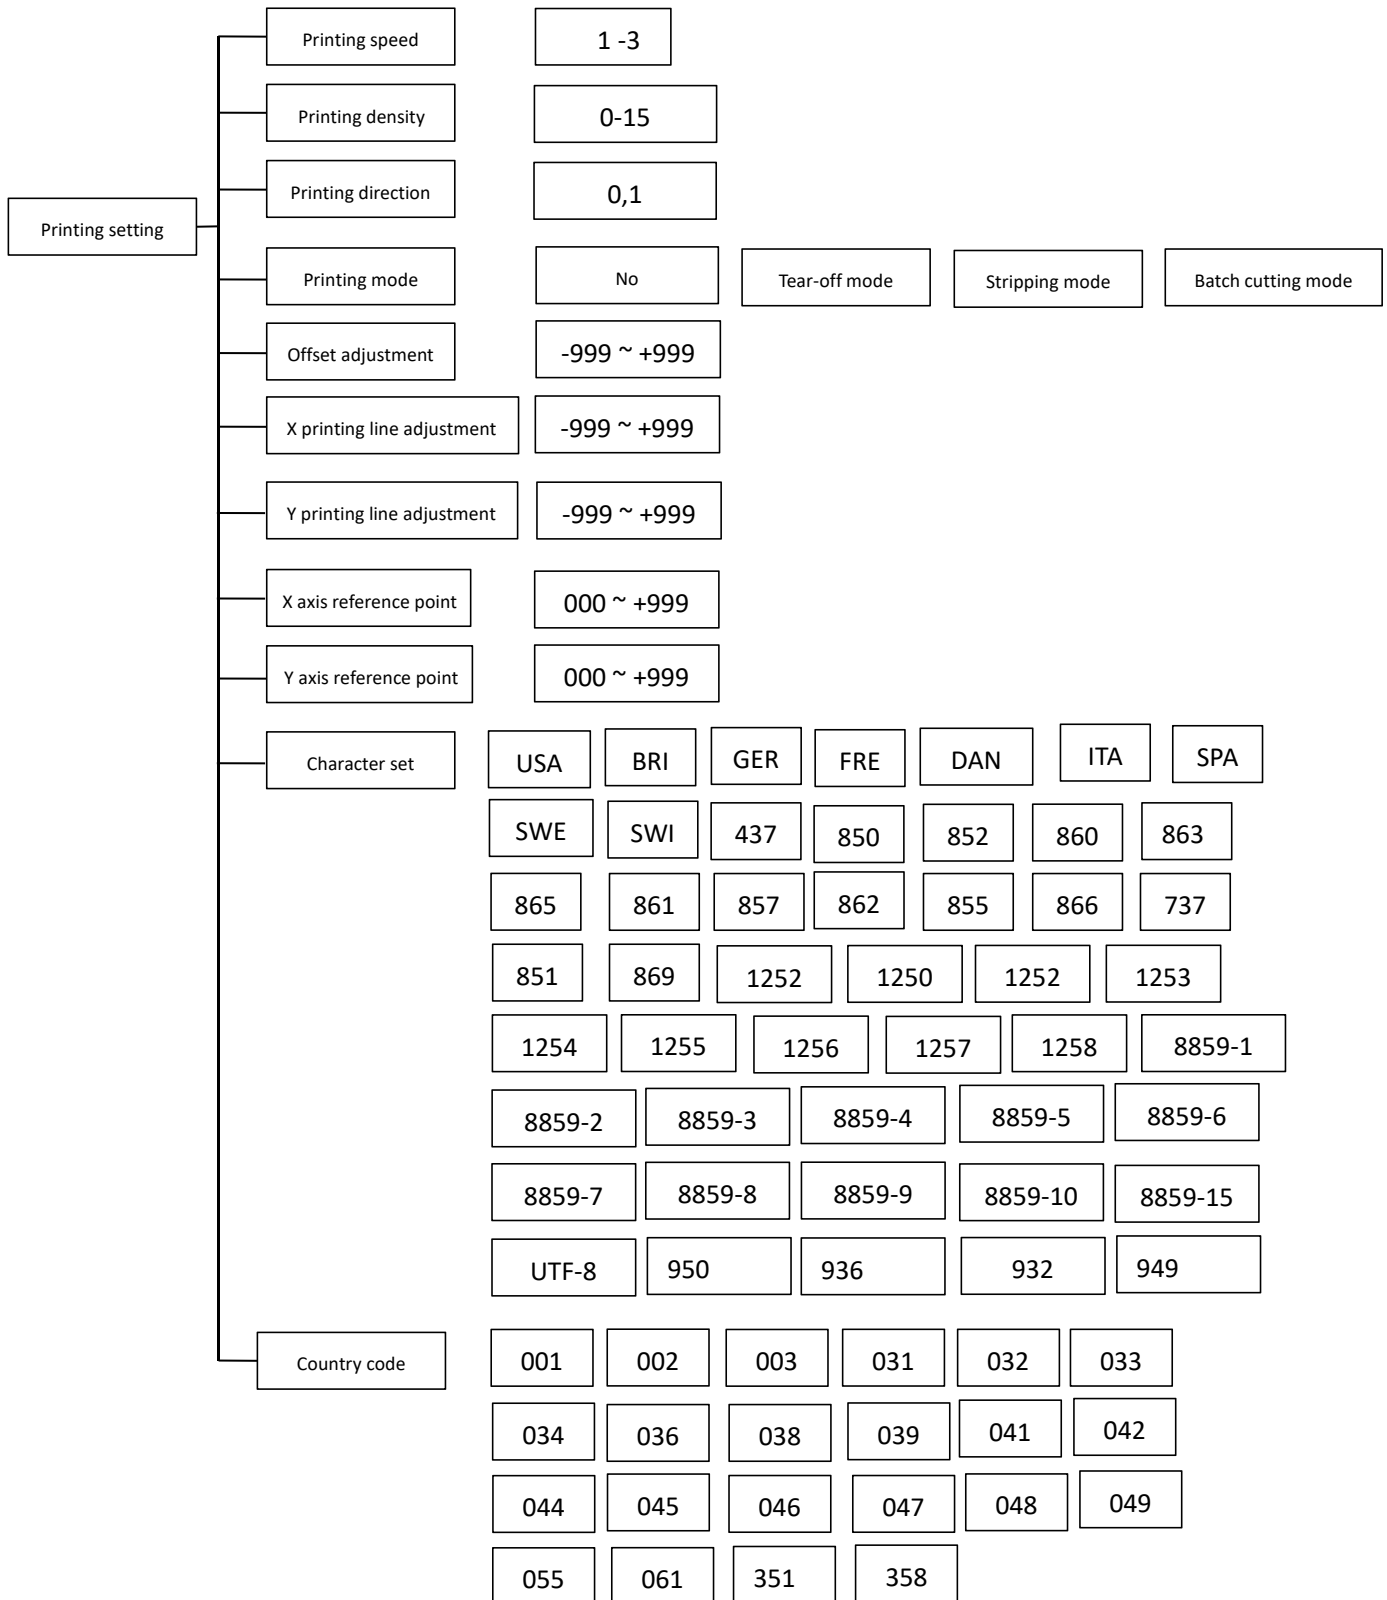 Printing speed 1 -3
Printing density 0-15
Printing direction 0,1
Printing setting
Printing mode No Tear-off mode Stripping mode Batch cutting mode
Offset adjustment -999 ~ +999
X printing line adjustment -999 ~ +999
Y printing line adjustment -999 ~ +999
X axis reference point 000 ~ +999
Y axis reference point 000 ~ +999
Character set USA BRI GER FRE DAN ITA SPA
SWE SWI 437 850 852 860 863
865 861 857 862 855 866 737
851 869 1252 1250 1252 1253
1254 1255 1256 1257 1258 8859-1
8859-2 8859-3 8859-4 8859-5 8859-6
8859-7 8859-8 8859-9 8859-10 8859-15
UTF-8 950 936 932 949
Country code 001 002 003 031 032 033
034 036 038 039 041 042
044 045 046 047 048 049
055 061 351 358